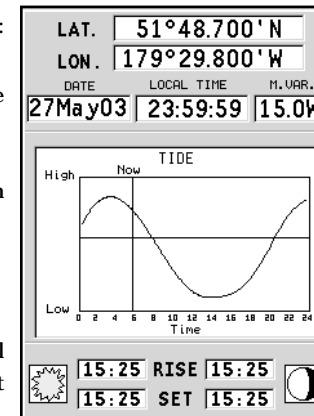 :
LAT. 51°48.700'N
e
LON. 179°29.800'W
DATE LOCAL TIME M.VAR.
27May03 23:59:59 15.0W
TIDE
High Now
n
Low
0 2 4 6 8 10 12 14 16 18 20 22 24
Time
l
15:25 RISE 15:25
t
15:25 SET 15:25